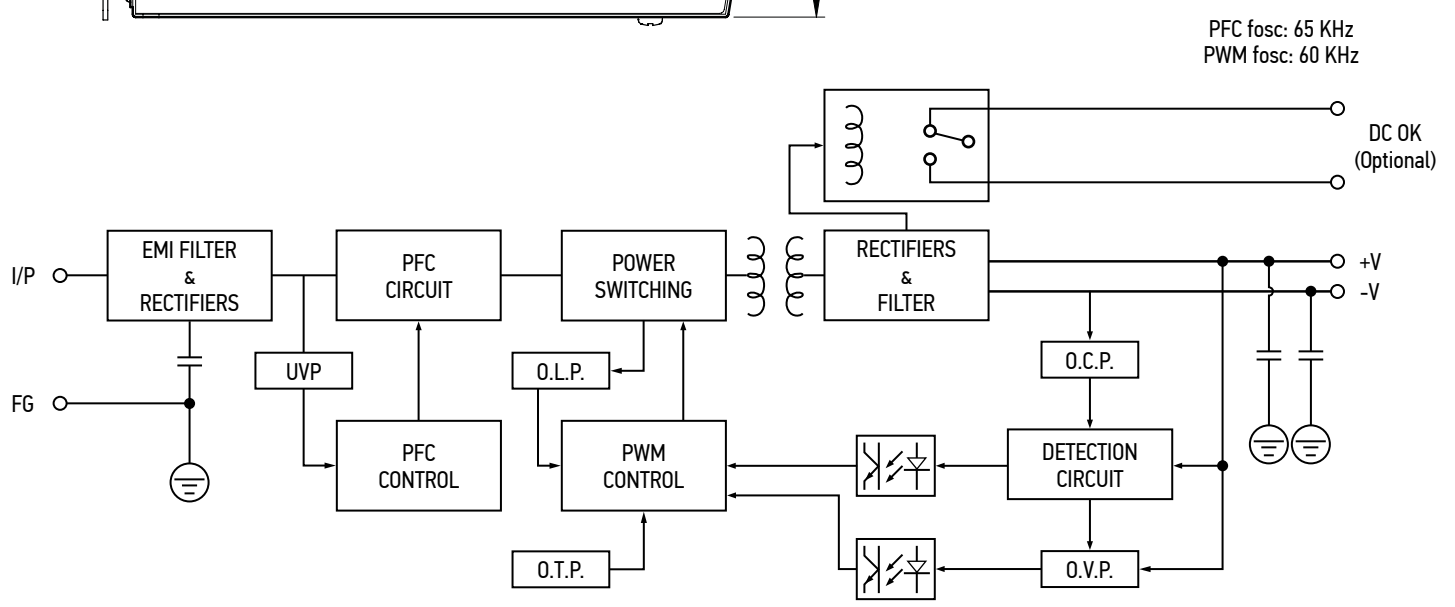 PFC fosc: 65 KHz
PWM fosc: 60 KHz
DC OK
(Optional)
I/P
EMI FILTER
&
RECTIFIERS
PFC
CIRCUIT
POWER
SWITCHING
RECTIFIERS
&
FILTER
+V
-V
UVP
O.L.P.
O.C.P.
FG
PFC
CONTROL
PWM
CONTROL
DETECTION
CIRCUIT
O.T.P.
O.V.P.